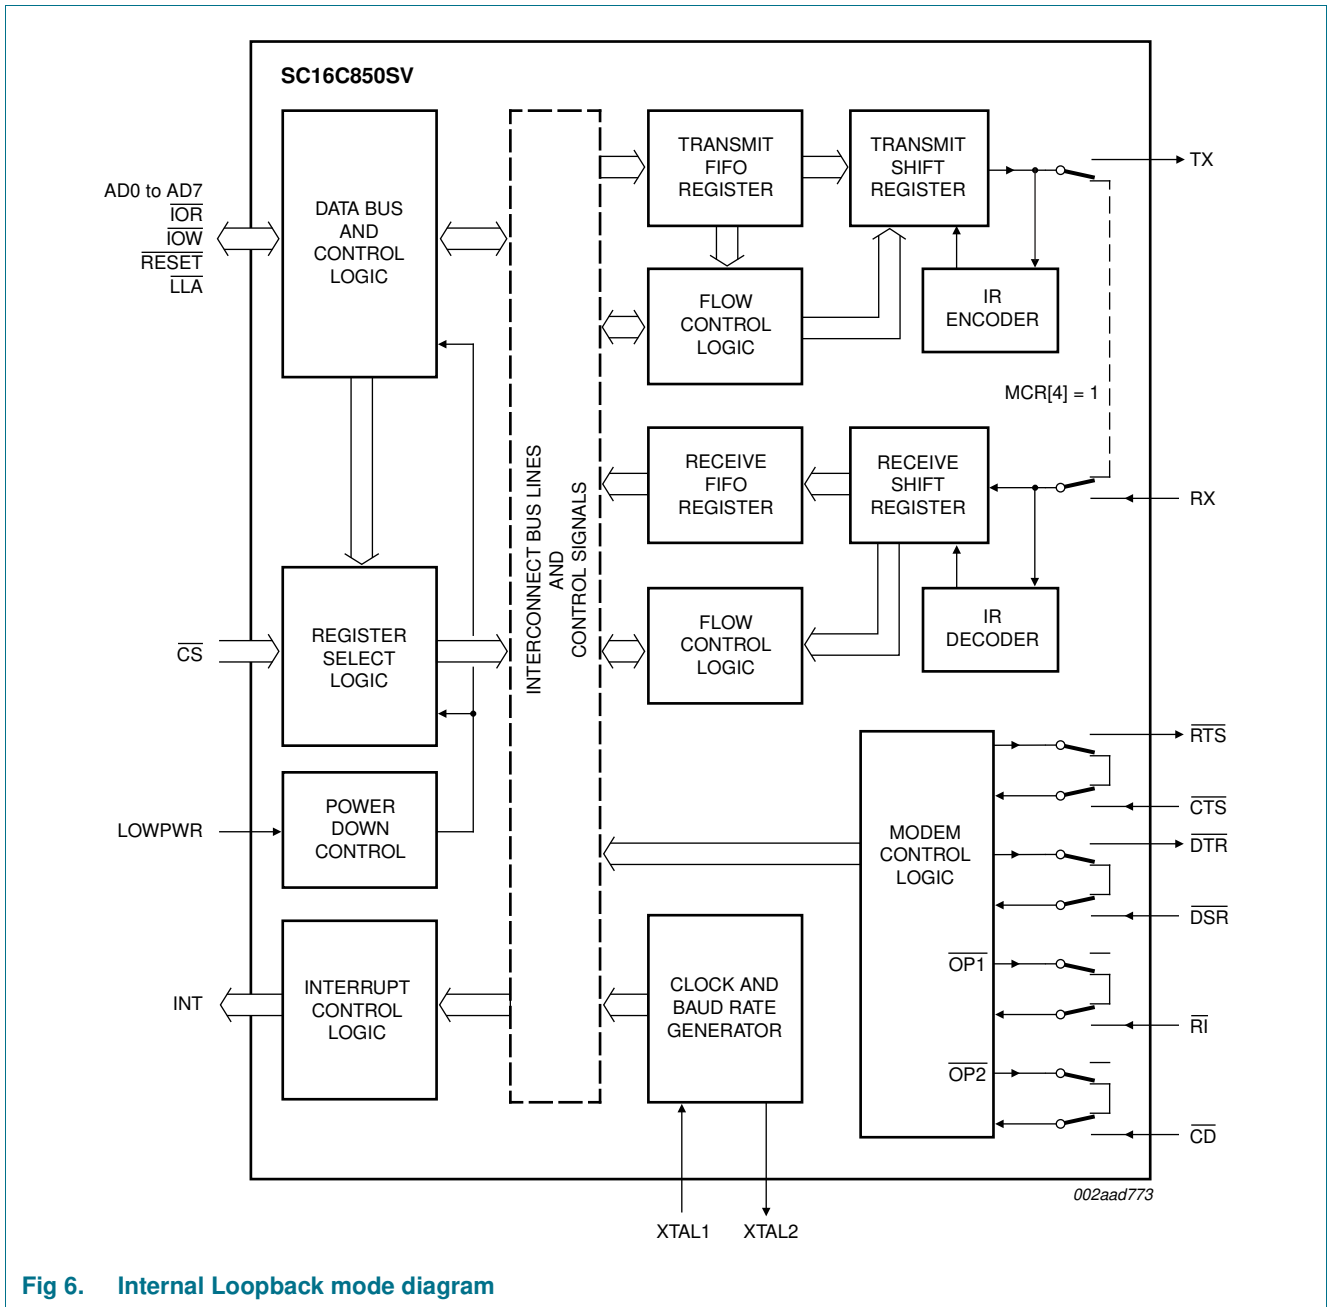 SC16C850SV
AD0 to AD7
IOR
IOW
RESET
LLA
DATA BUS
AND
CONTROL
LOGIC
TRANSMIT
FIFO
REGISTER
TRANSMIT
SHIFT
REGISTER
TX
FLOW
CONTROL
LOGIC
IR
ENCODER
MCR[4] = 1
INTERCONNECT BUS LINES
AND
CONTROL SIGNALS
RECEIVE
FIFO
REGISTER
RECEIVE
SHIFT
REGISTER
RX
CS
REGISTER
SELECT
LOGIC
FLOW
CONTROL
LOGIC
IR
DECODER
LOWPWR
POWER
DOWN
CONTROL
MODEM
CONTROL
LOGIC
RTS
CTS
DTR
DSR
OP1
RI
OP2
CD
INT
INTERRUPT
CONTROL
LOGIC
CLOCK AND
BAUD RATE
GENERATOR
XTAL1
XTAL2
002aad773
Fig 6. Internal Loopback mode diagram